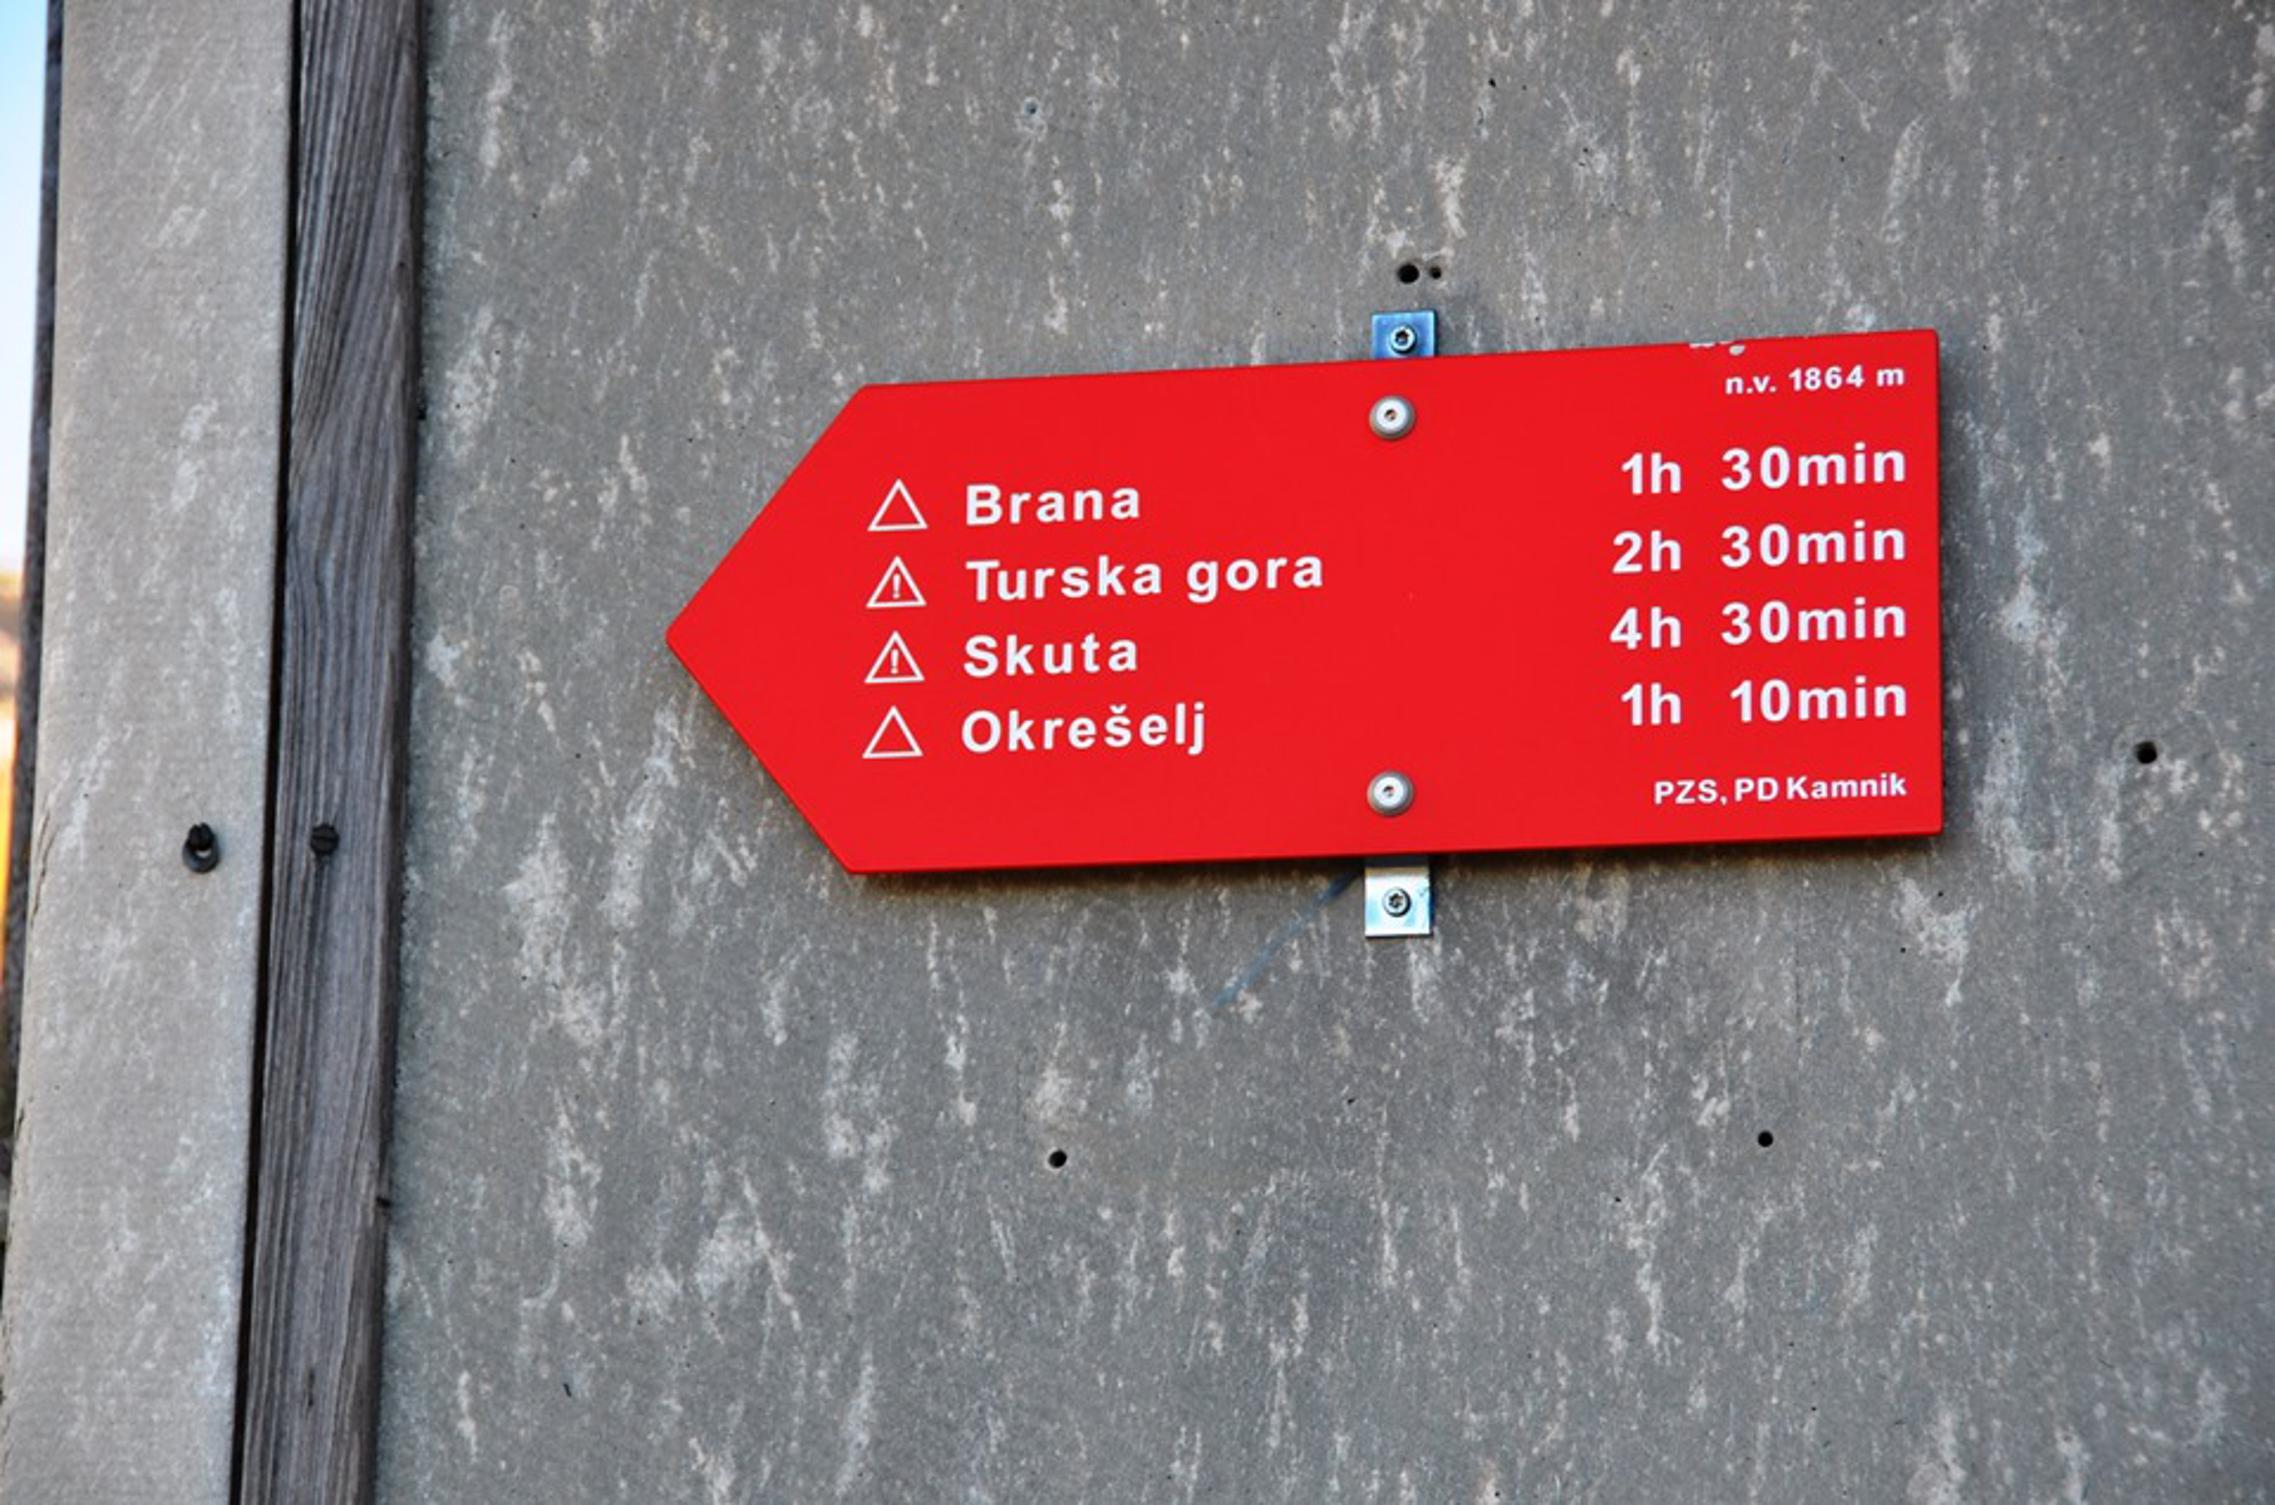 n.v. 1864 m
Brana 1h 30min
Turska gora 2h 30min
Skuta 4h 30min
Okrešelj 1h 10min
PZS, PD Kamnik